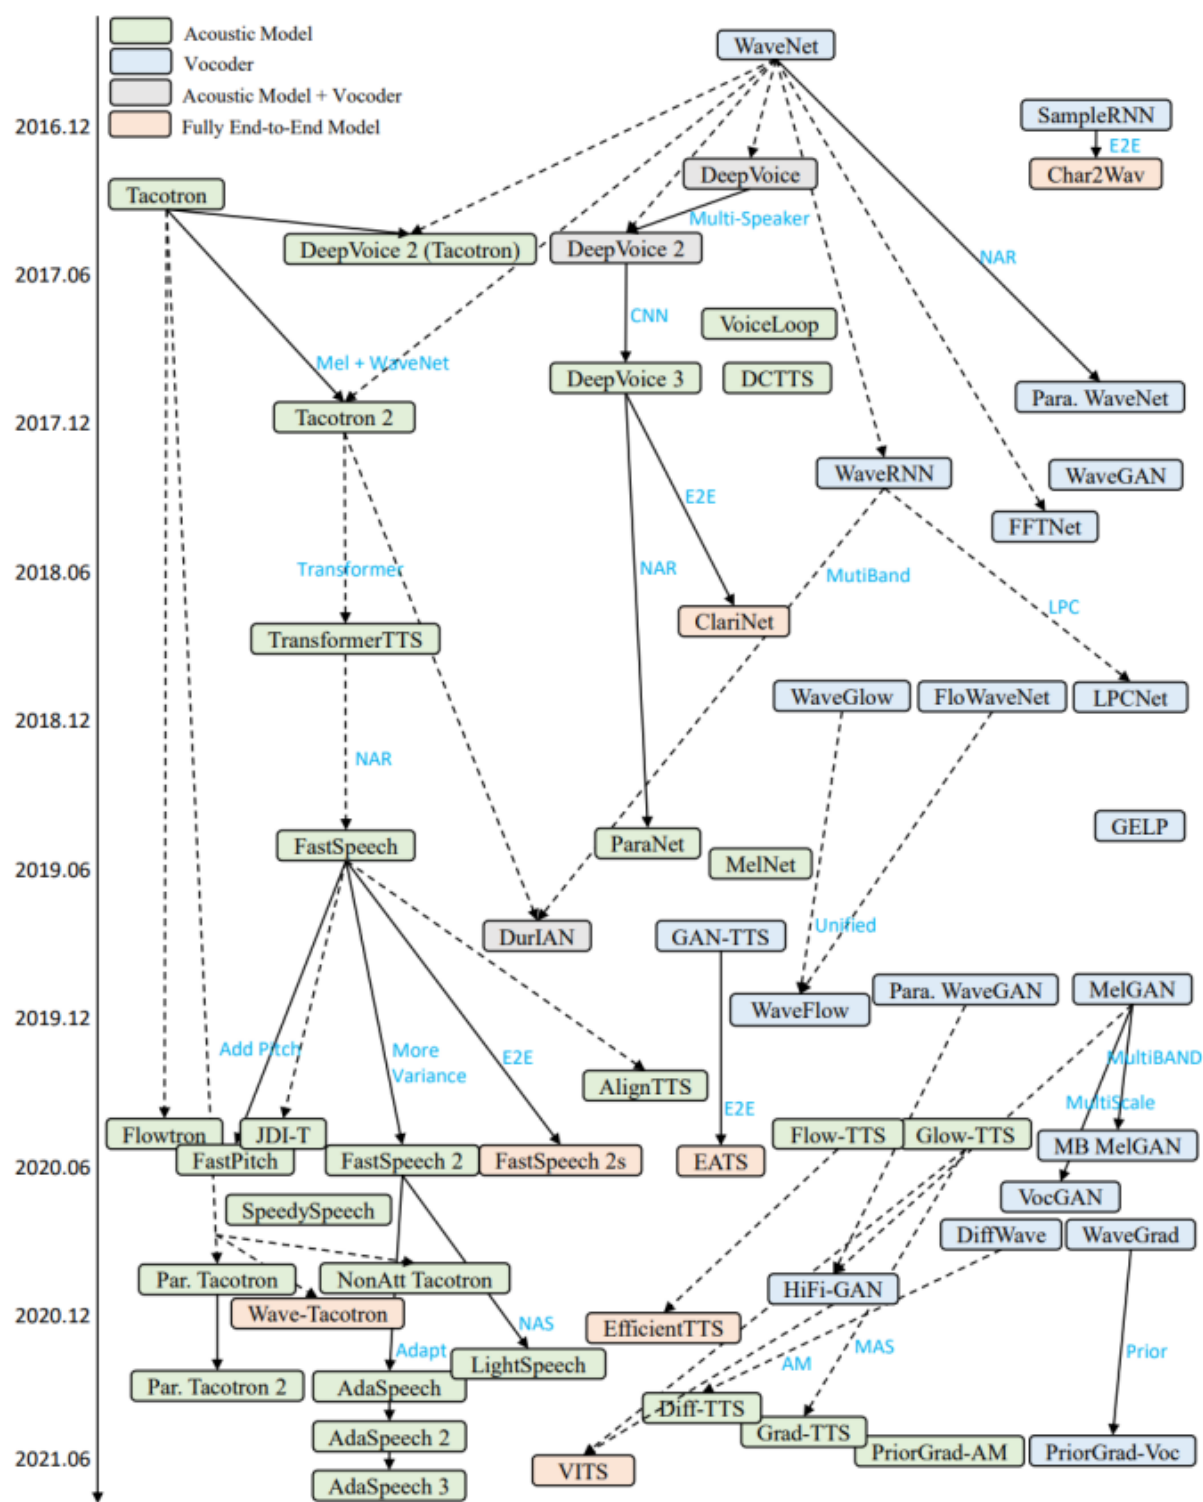 Acoustic Model
WaveNet
Vocoder
Acoustic Model + Vocoder
SampleRNN
2016.12
Fully End-to-End Model
E2E
DeepVoice
Char2Wav
Tacotron
Multi-Speaker
DeepVoice 2 (Tacotron)
DeepVoice 2
NAR
2017.06
CNN
VoiceLoop
Mel + WaveNet
DeepVoice 3
DCTTS
Para. WaveNet
Tacotron 2
2017.12
WaveRNN
WaveGAN
E2E
FFTNet
Transformer
NAR
MutiBand
2018.06
LPC
ClariNet
TransformerTTS
WaveGlow
FloWaveNet
LPCNet
2018.12
NAR
GELP
FastSpeech
ParaNet
MelNet
2019.06
Unified
DurIAN
GAN-TTS
Para. WaveGAN
MelGAN
WaveFlow
2019.12
Add Pitch
More
Variance
E2E
MultiBAND
AlignTTS
E2E
MultiScale
Flowtron
JDI-T
Flow-TTS
Glow-TTS
MB MelGAN
FastPitch
FastSpeech 2
FastSpeech 2s
EATS
2020.06
VocGAN
SpeedySpeech
DiffWave
WaveGrad
Par. Tacotron
NonAtt Tacotron
HiFi-GAN
Wave-Tacotron
2020.12
NAS
EfficientTTS
Adapt
MAS
Prior
LightSpeech
AM
Par. Tacotron 2
AdaSpeech
Diff-TTS
AdaSpeech 2
Grad-TTS
PriorGrad-AM
PriorGrad-Voc
2021.06
VITS
AdaSpeech 3